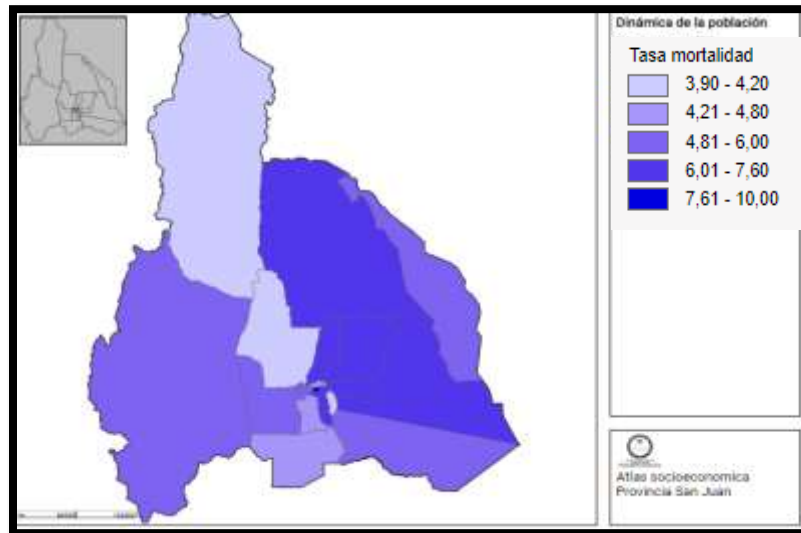 Dinámica de la población
Tasa mortalidad
3,90 - 4,20
4,21 - 4,80
4,81 - 6,00
6,01 - 7,60
7,61 - 10,00
Atlas socioeconomica
Provincia San Juan